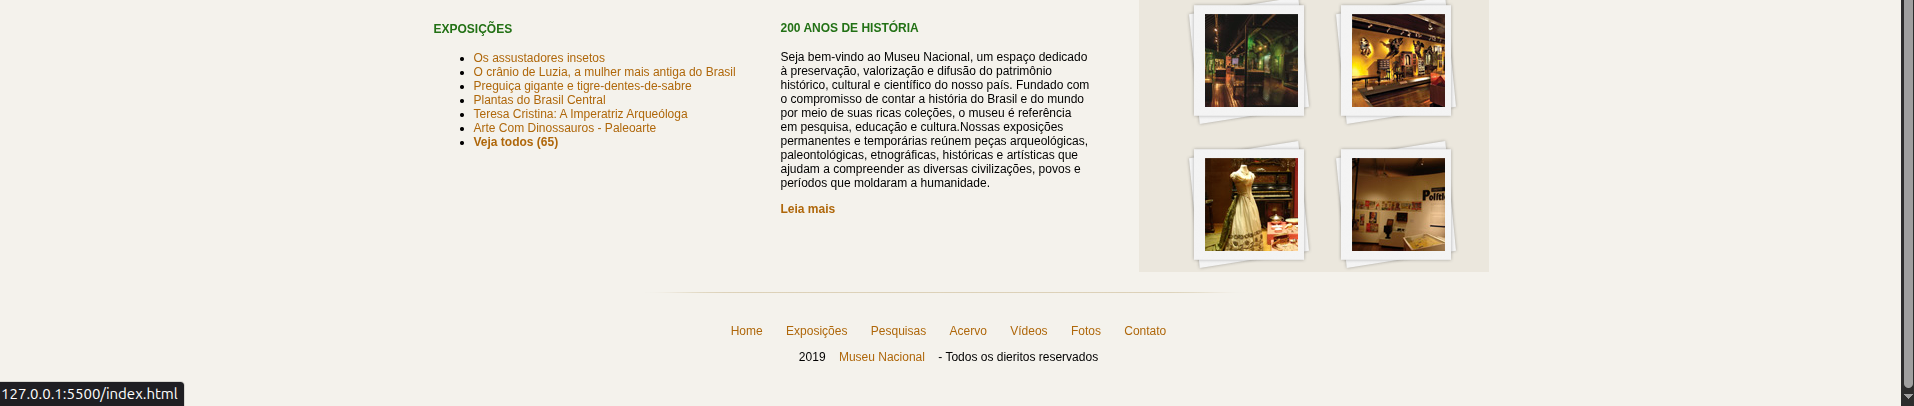 EXPOSIÇÕES
Os assustadores insetos
O crânio de Luzia, a mulher mais antiga do Brasil
Preguiça gigante e tigre-dentes-de-sabre
Plantas do Brasil Central
Teresa Cristina: A Imperatriz Arqueóloga
Arte Com Dinossauros - Paleoarte
Veja todos (65)
200 ANOS DE HISTÓRIA
Seja bem-vindo ao Museu Nacional, um espaço dedicado
à preservação, valorização e difusão do patrimônio
histórico, cultural e científico do nosso país. Fundado com
o compromisso de contar a história do Brasil e do mundo
por meio de suas ricas coleções, o museu é referência
em pesquisa, educação e cultura.Nossas exposições
permanentes e temporárias reúnem peças arqueológicas,
paleontológicas, etnográficas, históricas e artísticas que
ajudam a compreender as diversas civilizações, povos e
períodos que moldaram a humanidade.
Leia mais
Home Exposições Pesquisas Acervo Vídeos Fotos Contato
2019 Museu Nacional - Todos os dieritos reservados
127.0.0.1:5500/index.html